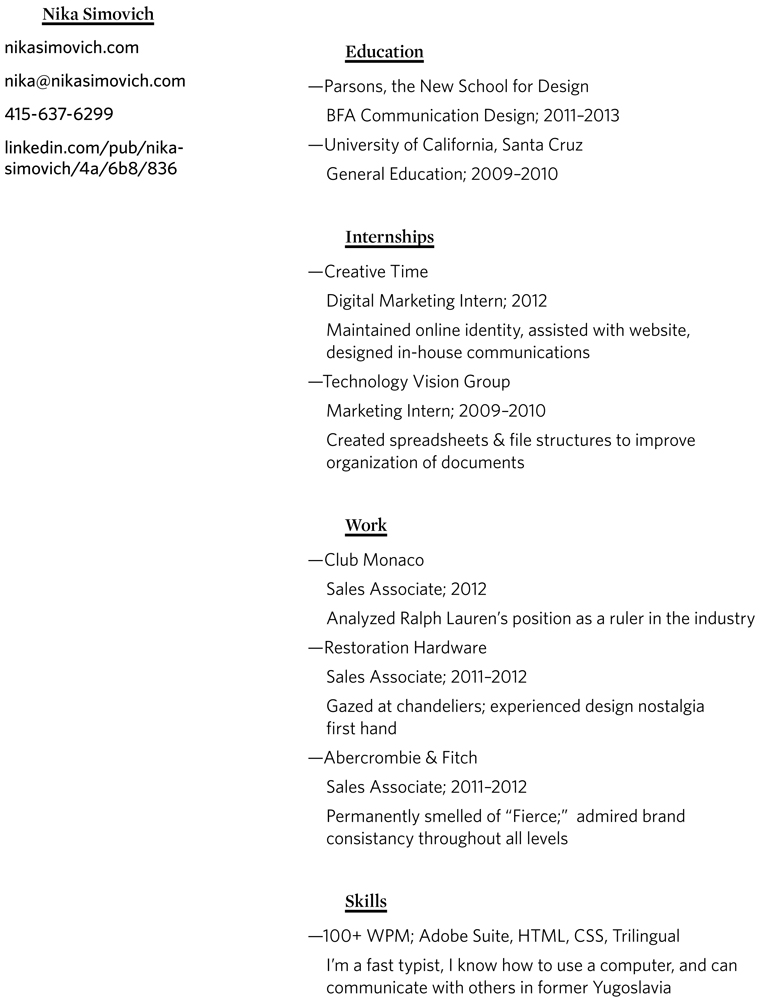 Nika Simovich
nikasimovich.com
nika@nikasimovich.com
415-637-6299
linkedin.com/pub/nika-
simovich/4a/6b8/836
Education
—Parsons, the New School for Design
BFA Communication Design; 2011–2013
—University of California, Santa Cruz
General Education; 2009–2010
Internships
—Creative Time
Digital Marketing Intern; 2012
Maintained online identity, assisted with website,
designed in-house communications
—Technology Vision Group
Marketing Intern; 2009–2010
Created spreadsheets & file structures to improve
organization of documents
Work
—Club Monaco
Sales Associate; 2012
Analyzed Ralph Lauren’s position as a ruler in the industry
—Restoration Hardware
Sales Associate; 2011–2012
Gazed at chandeliers; experienced design nostalgia
first hand
—Abercrombie & Fitch
Sales Associate; 2011–2012
Permanently smelled of “Fierce;”  admired brand
consistancy throughout all levels
Skills
—100+ WPM; Adobe Suite, HTML, CSS, Trilingual
I’m a fast typist, I know how to use a computer, and can
communicate with others in former Yugoslavia